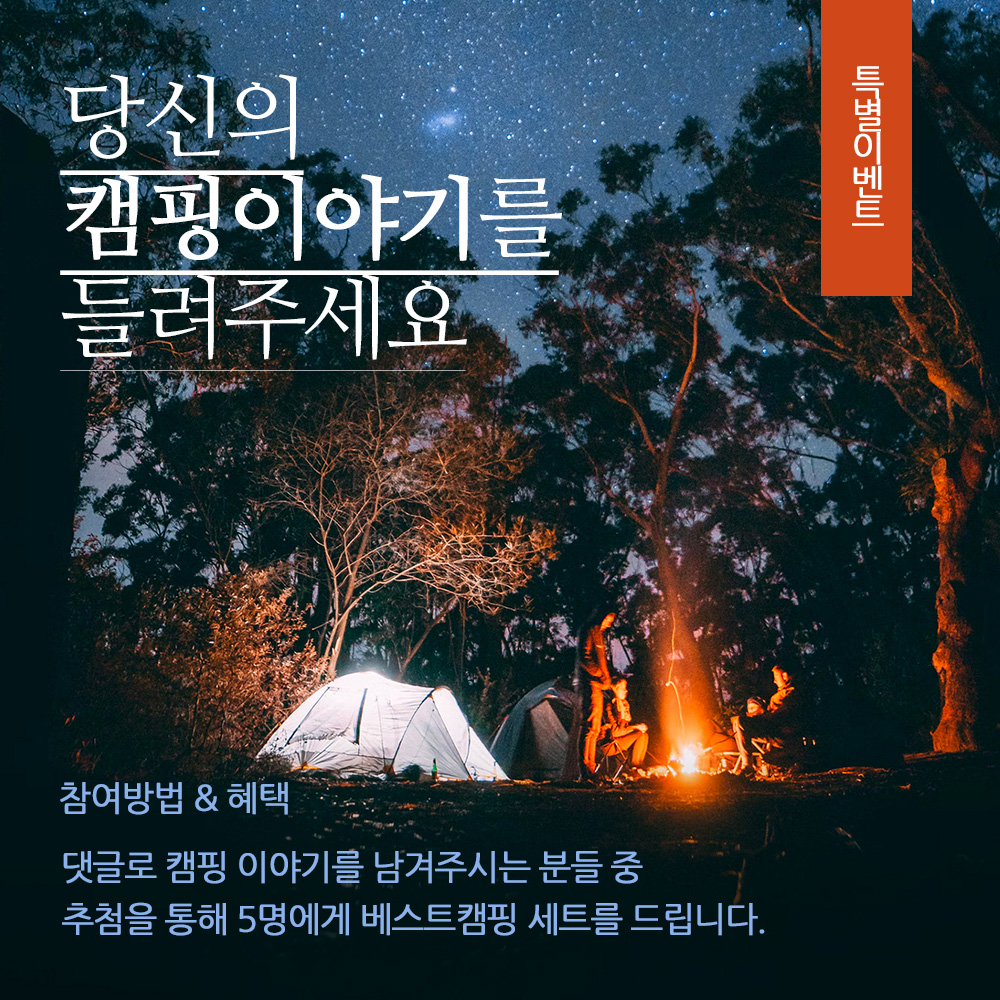 당신의
캠핑이야기를
들려주세요
특별이벤트
참여방법 & 혜택
댓글로 캠핑 이야기를 남겨주시는 분들 중
추첨을 통해 5명에게 베스트캠핑 세트를 드립니다.